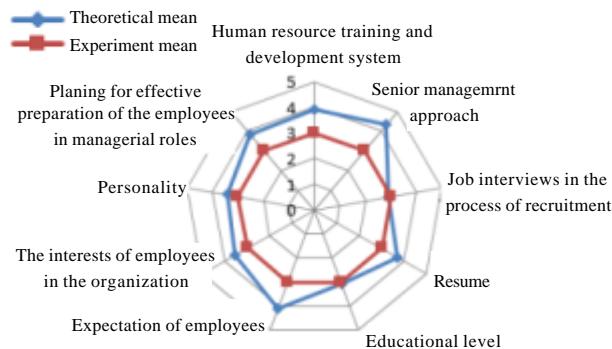 Theoretical mean
Experiment mean
Human resource training and
development system
Senior managemrnt
approach
Job interviews in the
process of recruitment
Resume
Educational level
Expectation of employees
The interests of employees
in the organization
Personality
Planing for effective
preparation of the employees
in managerial roles
5
4
3
2
1
0